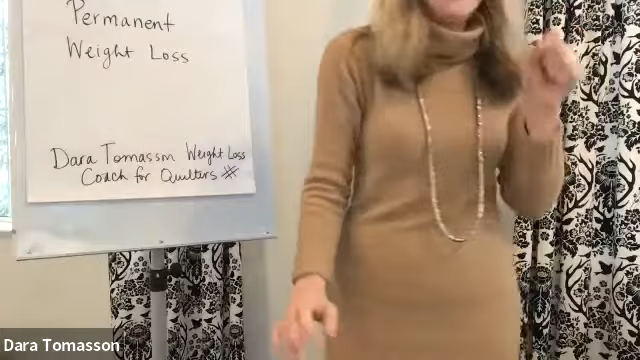 Permanent
Weight Loss
Dara Tomasson Weight Loss
Coach for Quilters
Dara Tomasson